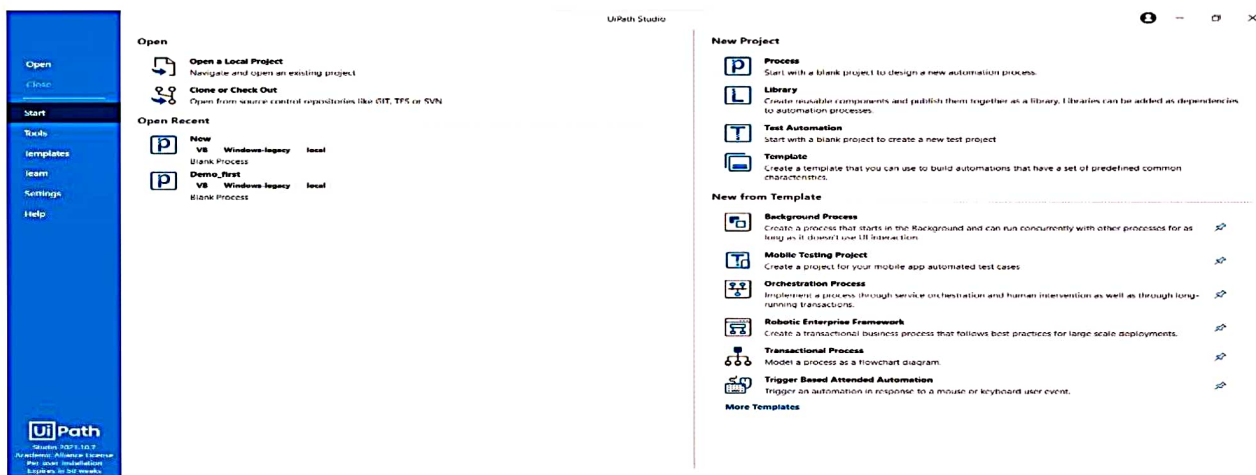 UiPath Studio
Open
Close
Start
Tools
Templates
Team
Settings
Help
UiPath
Studio 2021.10.7
Academic Alliance License
Per-user Installation
Expires in 50 weeks
Open
Open a Local Project
Navigate and open an existing project
Clone or Check Out
Open from source control repositories like GIT, TFS or SVN
Open Recent
New
VB Windows-legacy local
Blank Process
Demo_first
VB Windows-legacy local
Blank Process
New Project
Process
Start with a blank project to design a new automation process.
Library
Create reusable components and publish them together as a library. Libraries can be added as dependencies
to automation processes.
Test Automation
Start with a blank project to create a new test project
Template
Create a template that you can use to build automations that have a set of predefined common
characteristics.
New from Template
Background Process
Create a process that starts in the Background and can run concurrently with other processes for as
long as it doesn't use UI interaction.
Mobile Testing Project
Create a project for your mobile app automated test cases
Orchestration Process
Implement a process through service orchestration and human intervention as well as through long-
running transactions.
Robotic Enterprise Framework
Create a transactional business process that follows best practices for large scale deployments.
Transactional Process
Model a process as a flowchart diagram.
Trigger Based Attended Automation
Trigger an automation in response to a mouse or keyboard user event.
More Templates